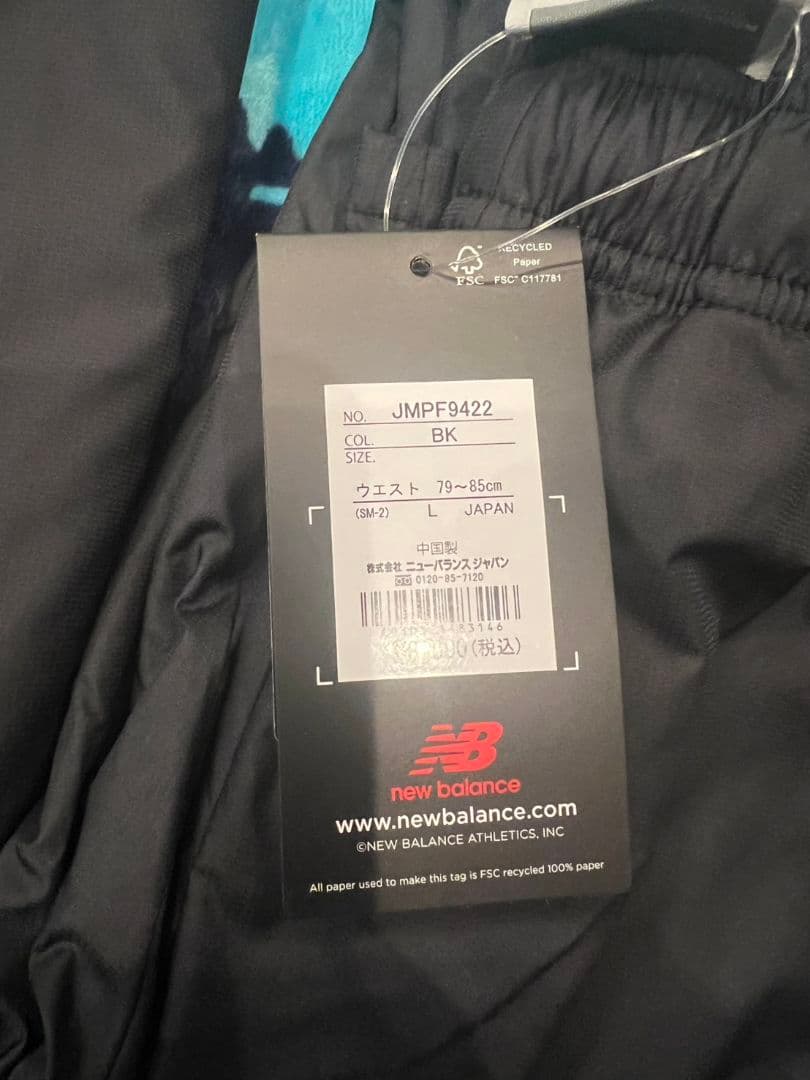 RECYCLED
Paper
FSC FSC® C117781
NO. JMPF9422
COL. BK
SIZE.
ウエスト 79～85cm
(SM-2) L JAPAN
中国製
株式会社 ニューバランス ジャパン
0120-85-7120
83146
(税込)
NB
new balance
www.newbalance.com
©NEW BALANCE ATHLETICS, INC
All paper used to make this tag is FSC recycled 100% paper